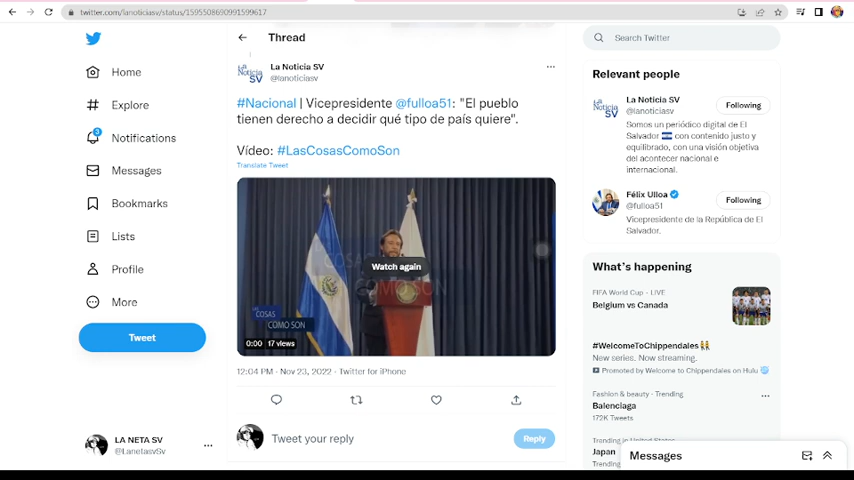 twitter.com/lanoticiasv/status/1595508690991599617
Home
Explore
Notifications
Messages
Bookmarks
Lists
Profile
More
Tweet
LA NETA SV
@LanetasvSv
Thread
La Noticia SV
@lanoticiasv
#Nacional | Vicepresidente @fulloa51: "El pueblo
tienen derecho a decidir qué tipo de país quiere".
Vídeo: #LasCosasComoSon
Translate Tweet
Watch again
COSAS
COMO SON
0:00 17 views
12:04 PM · Nov 23, 2022 · Twitter for iPhone
Tweet your reply
Reply
Search Twitter
Relevant people
La Noticia SV
@lanoticiasv
Following
Somos un periódico digital de El
Salvador 🇸🇻 con contenido justo y
equilibrado, con una visión objetiva
del acontecer nacional e
internacional.
Félix Ulloa
@fulloa51
Following
Vicepresidente de la República de El
Salvador.
What's happening
FIFA World Cup · LIVE
Belgium vs Canada
#WelcomeToChippendales
New series. Now streaming.
Promoted by Welcome to Chippendales on Hulu
Fashion & beauty · Trending
Balenciaga
172K Tweets
Trending in United States
Japan
Trending
Messages